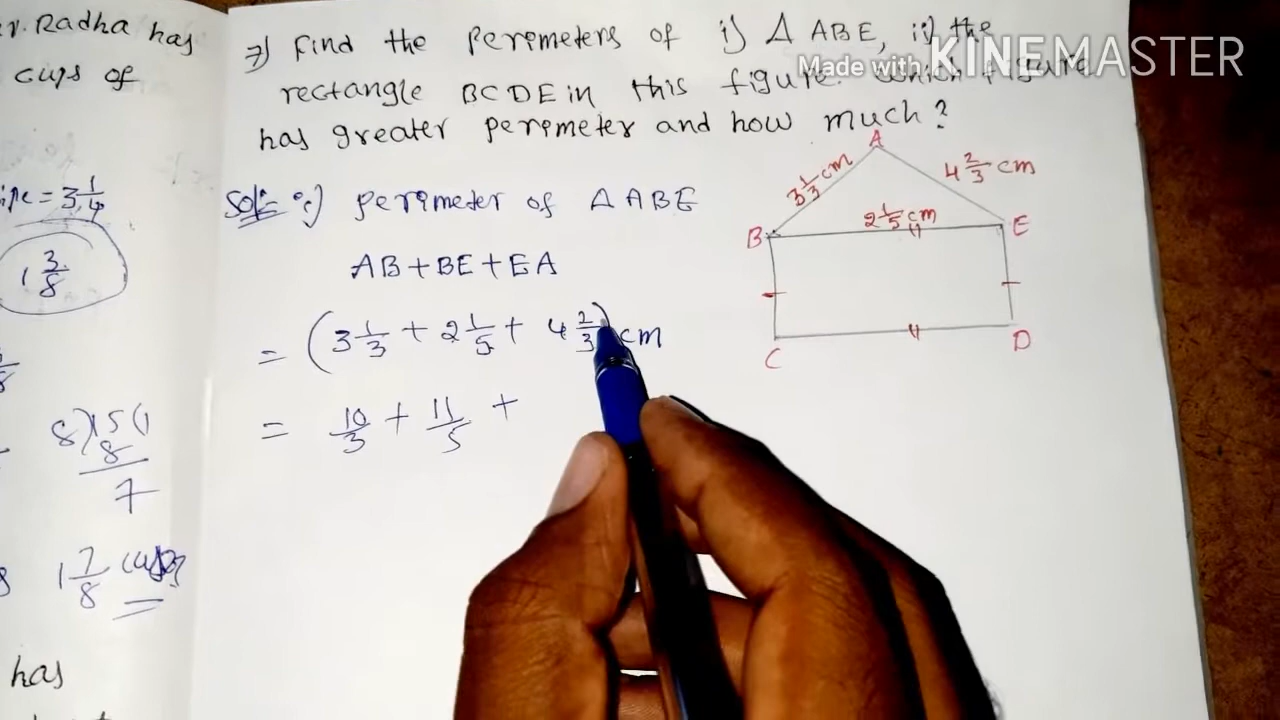 r. Radha has
cups of
= 3 1/4
1 3/8
8)15(1
8
7
1 7/8 cups
has
7) Find the perimeters of i) Δ ABE, ii) the
rectangle BCDE in this figure. Which figure
has greater perimeter and how much?
Made with KINEMASTER
A
3 1/3 cm
4 2/3 cm
2 1/5 cm
B
E
C
D
Sol:- i) perimeter of Δ ABE
AB+BE+EA
= (3 1/3 + 2 1/5 + 4 2/3) cm
= 10/3 + 11/5 +